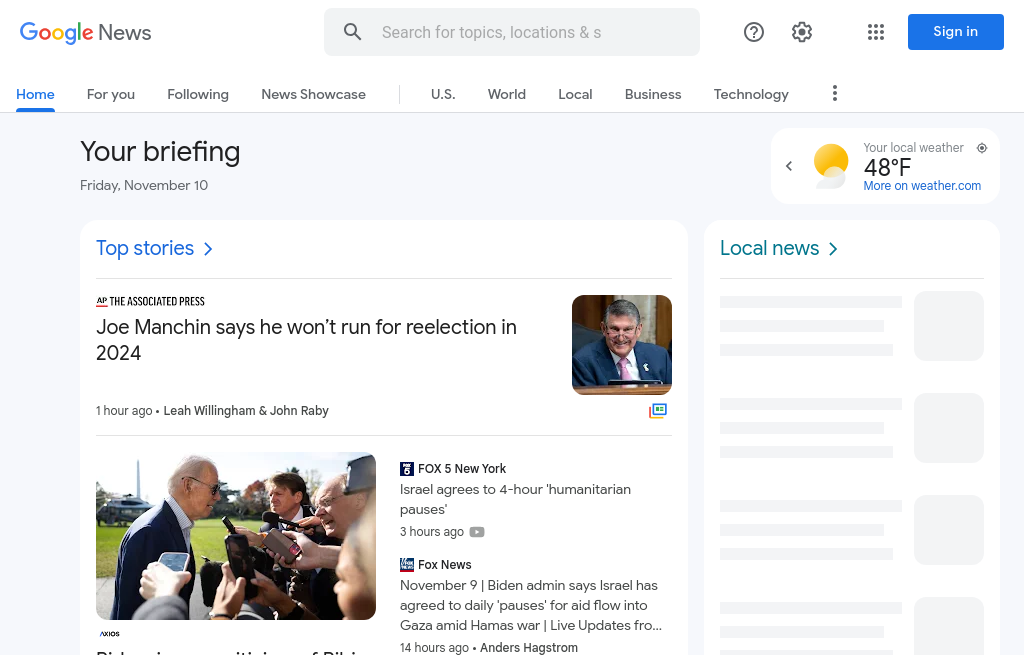 Google News
Search for topics, locations & s
Sign in
Home
For you
Following
News Showcase
U.S.
World
Local
Business
Technology
Your briefing
Friday, November 10
Your local weather
48°F
More on weather.com
Top stories
Local news
AP THE ASSOCIATED PRESS
Joe Manchin says he won’t run for reelection in
2024
1 hour ago • Leah Willingham & John Raby
FOX 5 New York
Israel agrees to 4-hour 'humanitarian
pauses'
3 hours ago
Fox News
November 9 | Biden admin says Israel has
agreed to daily 'pauses' for aid flow into
Gaza amid Hamas war | Live Updates fro...
14 hours ago • Anders Hagstrom
AXIOS